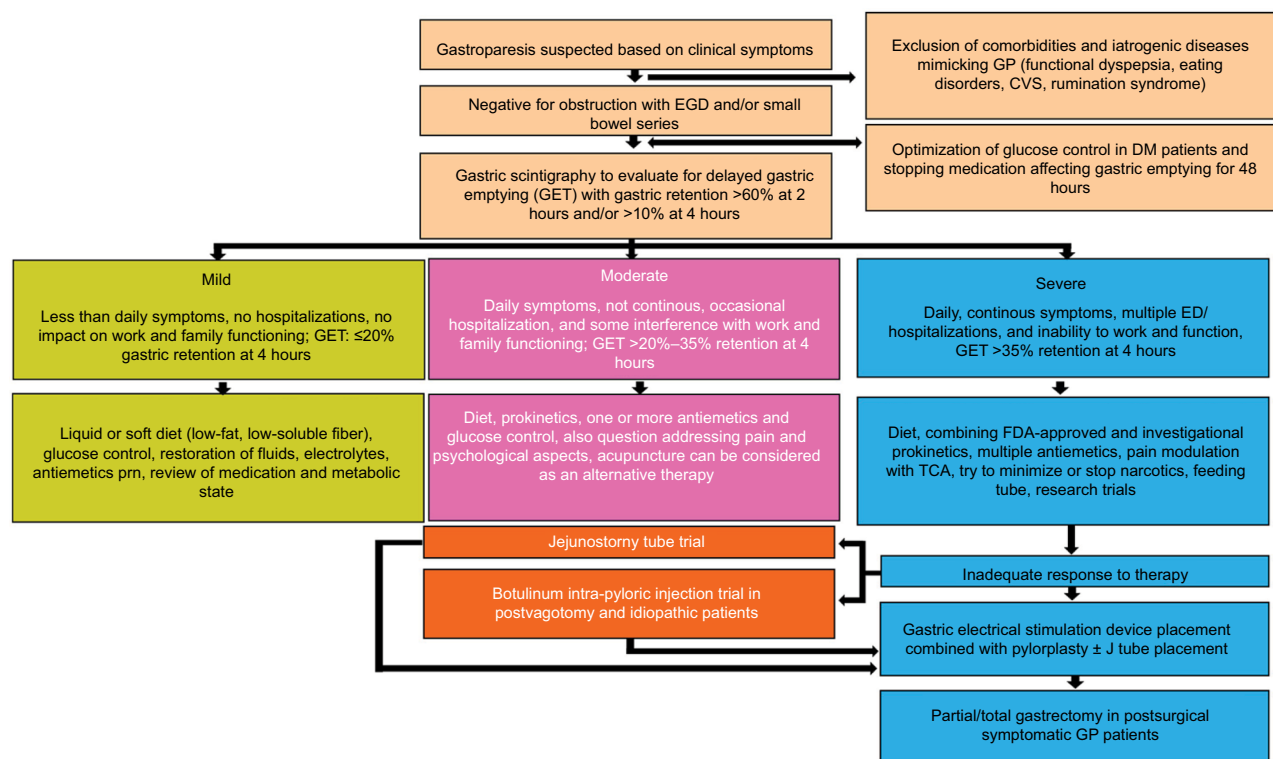 Gastroparesis suspected based on clinical symptoms
Exclusion of comorbidities and iatrogenic diseases
mimicking GP (functional dyspepsia, eating
disorders, CVS, rumination syndrome)
Negative for obstruction with EGD and/or small
bowel series
Optimization of glucose control in DM patients and
stopping medication affecting gastric emptying for 48
hours
Gastric scintigraphy to evaluate for delayed gastric
emptying (GET) with gastric retention >60% at 2
hours and/or >10% at 4 hours
Mild
Less than daily symptoms, no hospitalizations, no
impact on work and family functioning; GET: ≤20%
gastric retention at 4 hours
Moderate
Daily symptoms, not continous, occasional
hospitalization, and some interference with work and
family functioning; GET >20%–35% retention at 4
hours
Severe
Daily, continous symptoms, multiple ED/
hospitalizations, and inability to work and function,
GET >35% retention at 4 hours
Liquid or soft diet (low-fat, low-soluble fiber),
glucose control, restoration of fluids, electrolytes,
antiemetics prn, review of medication and metabolic
state
Diet, prokinetics, one or more antiemetics and
glucose control, also question addressing pain and
psychological aspects, acupuncture can be considered
as an alternative therapy
Diet, combining FDA-approved and investigational
prokinetics, multiple antiemetics, pain modulation
with TCA, try to minimize or stop narcotics, feeding
tube, research trials
Jejunostorny tube trial
Inadequate response to therapy
Botulinum intra-pyloric injection trial in
postvagotomy and idiopathic patients
Gastric electrical stimulation device placement
combined with pylorplasty ± J tube placement
Partial/total gastrectomy in postsurgical
symptomatic GP patients